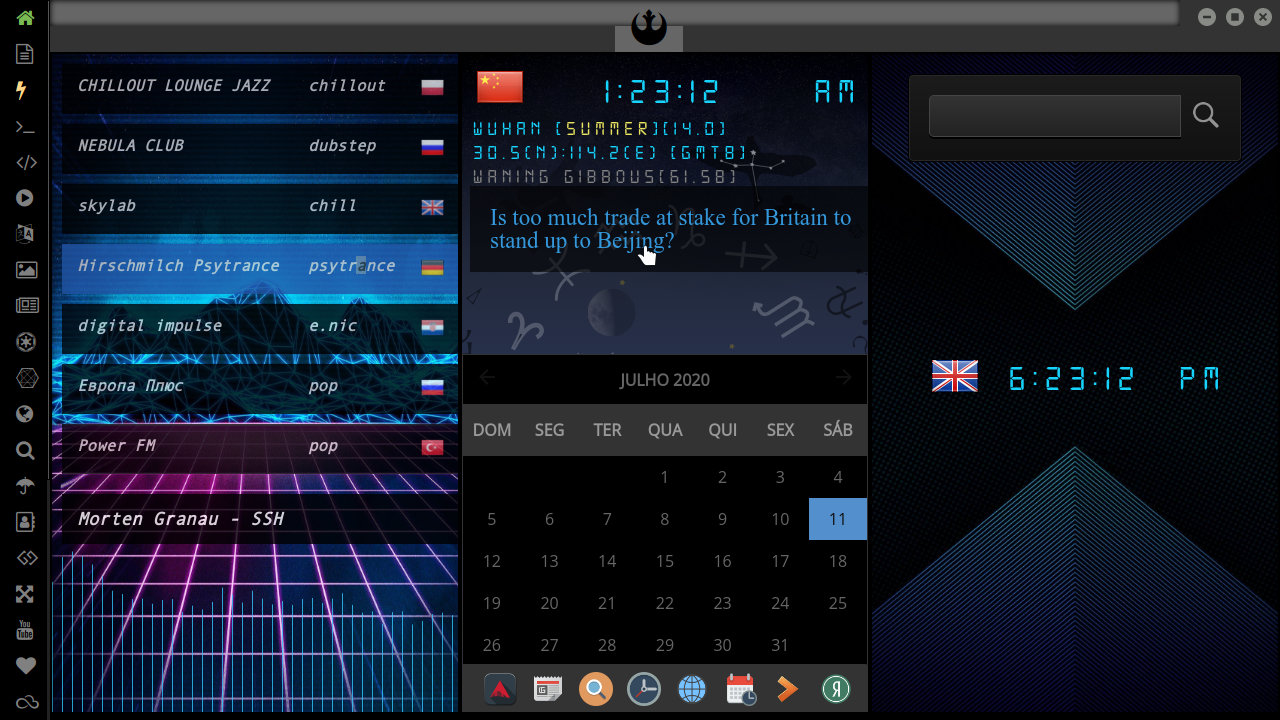 CHILLOUT LOUNGE JAZZ chillout
NEBULA CLUB dubstep
skylab chill
Hirschmilch Psytrance psytrance
digital impulse e.nic
Европа Плюс pop
Power FM pop
Morten Granau - SSH
1:23:12 AM
WUHAN [SUMMER][14.0]
30.5(N):114.2(E) [GMT8]
WANING GIBBOUS[61.58]
Is too much trade at stake for Britain to
stand up to Beijing?
JULHO 2020
DOM SEG TER QUA QUI SEX SÁB
1 2 3 4
5 6 7 8 9 10 11
12 13 14 15 16 17 18
19 20 21 22 23 24 25
26 27 28 29 30 31
6:23:12 PM
You
Tube
Я